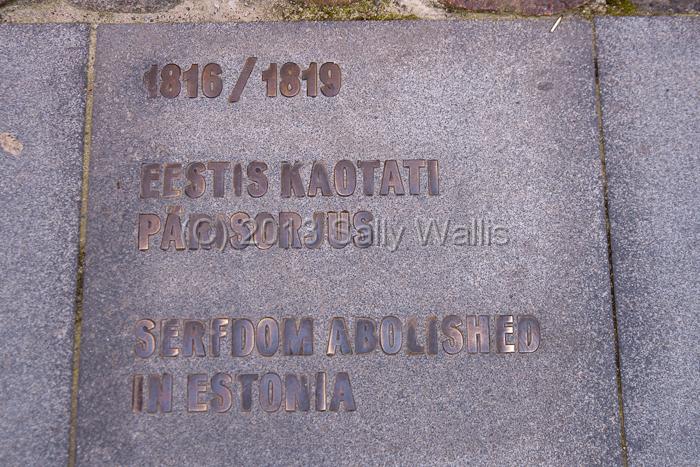 1816/1819
EESTIS KAOTATI
PÄRISORJUS
(C) 2013 Sally Wallis
SERFDOM ABOLISHED
IN ESTONIA